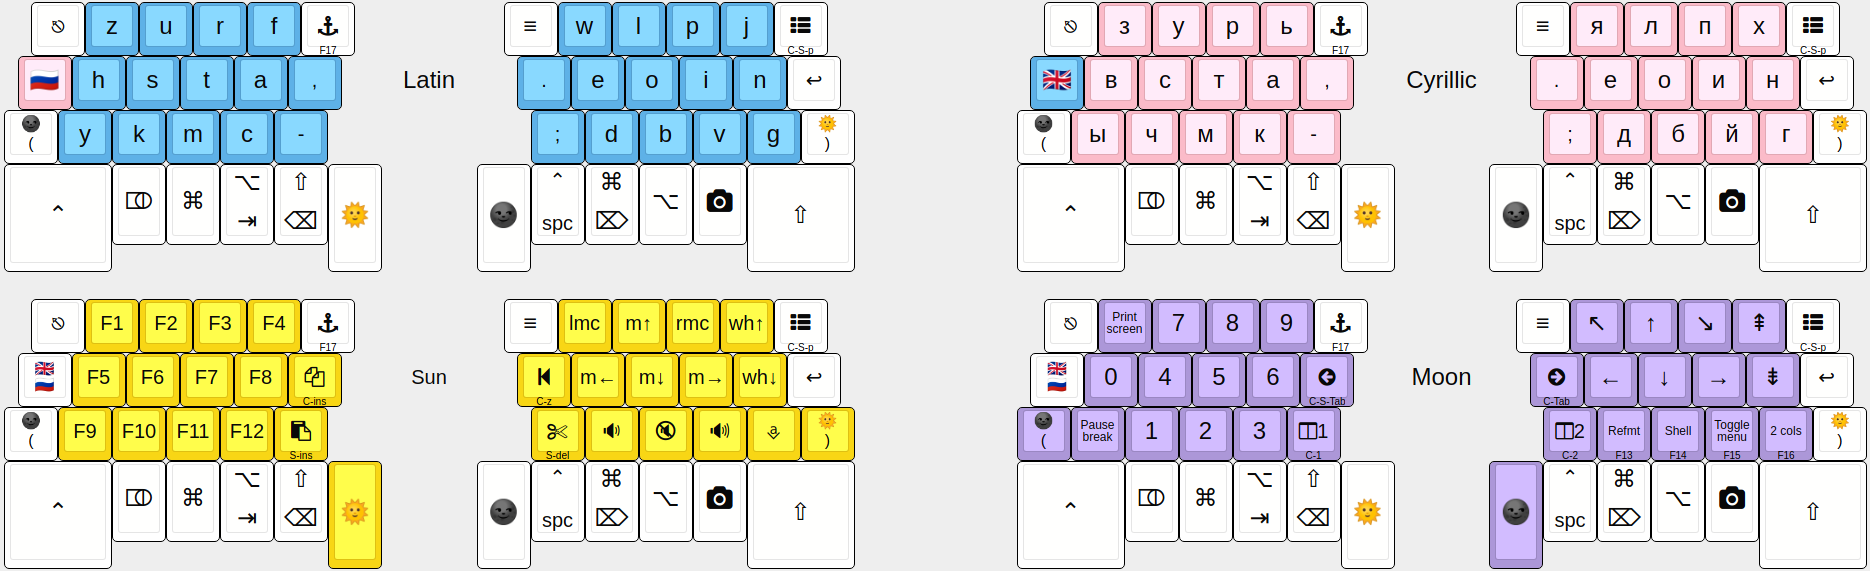 z u r f F17
h s t a ,
( y k m c -
Latin
w l p j C-S-p
. e o i n
; d b v g )
spc
з у р ь F17
в с т а ,
( ы ч м к -
Cyrillic
я л п х C-S-p
. е о и н
; д б й г )
spc
F1 F2 F3 F4 F17
F5 F6 F7 F8 C-ins
( F9 F10 F11 F12 S-ins
Sun
lmc m↑ rmc wh↑ C-S-p
C-z m← m↓ m→ wh↓
S-del a )
spc
Print
screen 7 8 9 F17
0 4 5 6 C-S-Tab
( Pause
break 1 2 3 1 C-1
Moon
C-S-p
C-Tab
2 C-2 Refmt F13 Shell F14 Toggle
menu F15 2 cols F16 )
spc